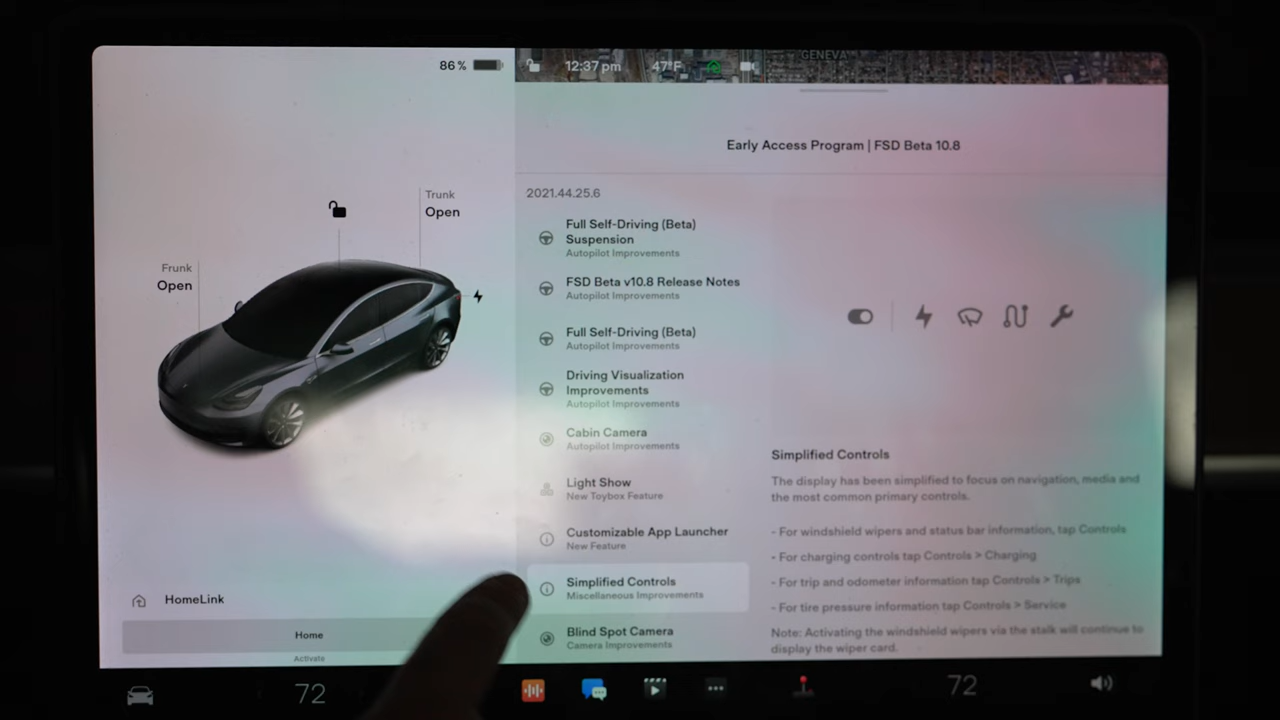 86%
12:37 pm
47°F
GENEVA
Early Access Program | FSD Beta 10.8
Trunk
Open
Frunk
Open
HomeLink
Home
Activate
2021.44.25.6
Full Self-Driving (Beta)
Suspension
Autopilot Improvements
FSD Beta v10.8 Release Notes
Autopilot Improvements
Full Self-Driving (Beta)
Autopilot Improvements
Driving Visualization
Improvements
Autopilot Improvements
Cabin Camera
Autopilot Improvements
Light Show
New Toybox Feature
Customizable App Launcher
New Feature
Simplified Controls
Miscellaneous Improvements
Blind Spot Camera
Camera Improvements
Simplified Controls
The display has been simplified to focus on navigation, media and
the most common primary controls.
- For windshield wipers and status bar information, tap Controls
- For charging controls tap Controls > Charging
- For trip and odometer information tap Controls > Trips
- For tire pressure information tap Controls > Service
Note: Activating the windshield wipers via the stalk will continue to
display the wiper card.
72
72